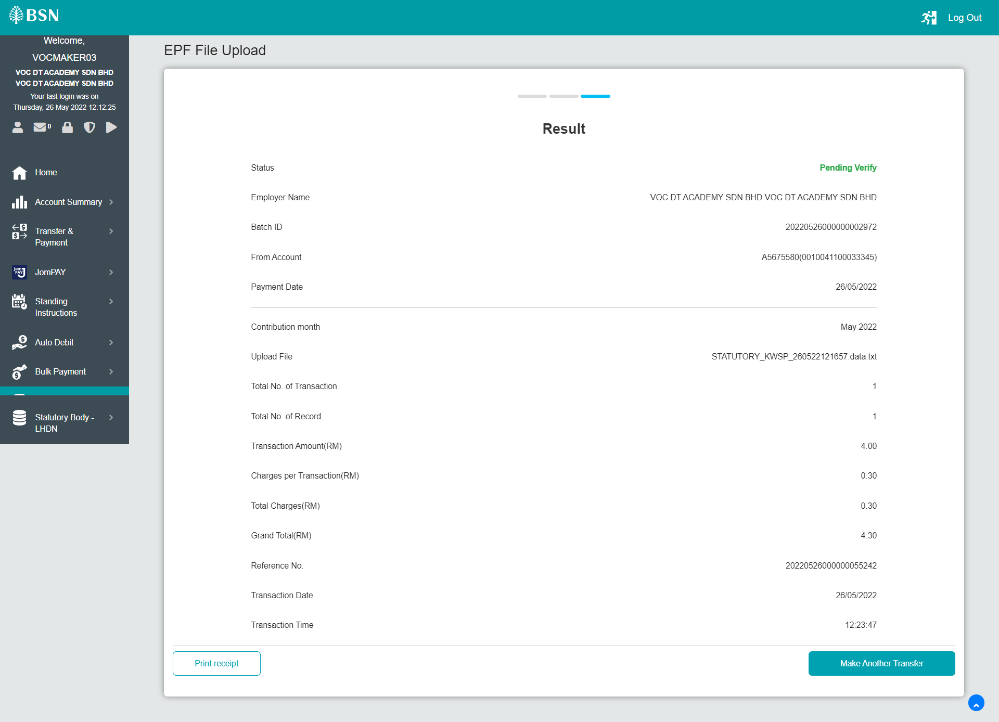 BSN
Log Out
Welcome,
VOCMAKER03
VOC DT ACADEMY SDN BHD
VOC DT ACADEMY SDN BHD
Your last login was on
Thursday, 26 May 2022 12:12:25
0
Home
Account Summary
Transfer &
Payment
JomPAY
Standing
Instructions
Auto Debit
Bulk Payment
Statutory Body -
LHDN
EPF File Upload
Result
Status Pending Verify
Employer Name VOC DT ACADEMY SDN BHD VOC DT ACADEMY SDN BHD
Batch ID 20220526000000002972
From Account A5675580(0010041100033345)
Payment Date 26/05/2022
Contribution month May 2022
Upload File STATUTORY_KWSP_260522121657 data.txt
Total No. of Transaction 1
Total No. of Record 1
Transaction Amount(RM) 4.00
Charges per Transaction(RM) 0.30
Total Charges(RM) 0.30
Grand Total(RM) 4.30
Reference No. 20220526000000055242
Transaction Date 26/05/2022
Transaction Time 12:23:47
Print receipt
Make Another Transfer